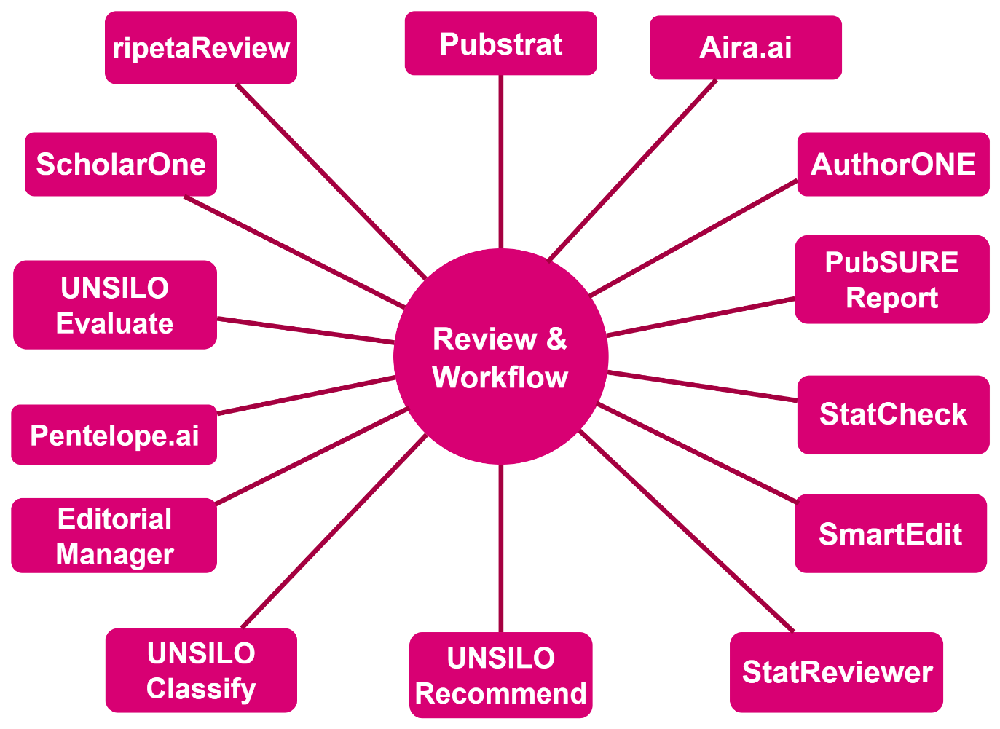 ripetaReview
Pubstrat
Aira.ai
ScholarOne
AuthorONE
UNSILO
Evaluate
PubSURE
Report
Review &
Workflow
Pentelope.ai
StatCheck
Editorial
Manager
SmartEdit
UNSILO
Classify
UNSILO
Recommend
StatReviewer